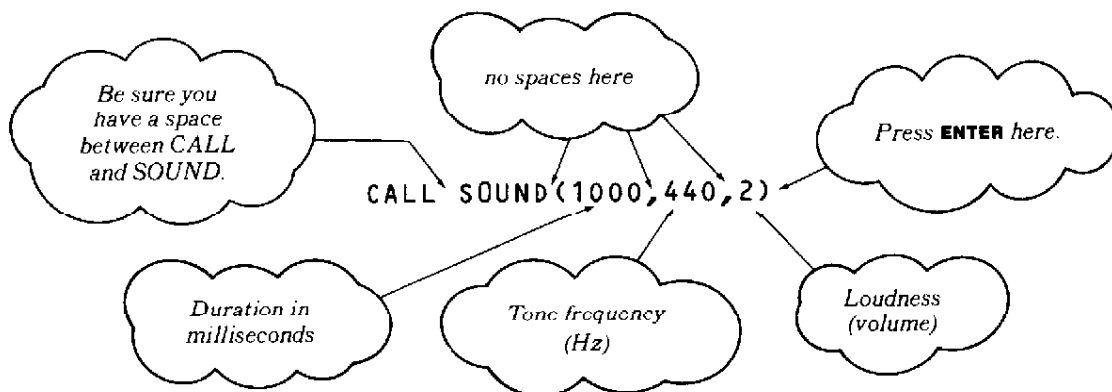 no spaces here
Be sure you
have a space
between CALL
and SOUND.
Press ENTER here.
CALL SOUND(1000,440,2)
Duration in
milliseconds
Tone frequency
(Hz)
Loudness
(volume)